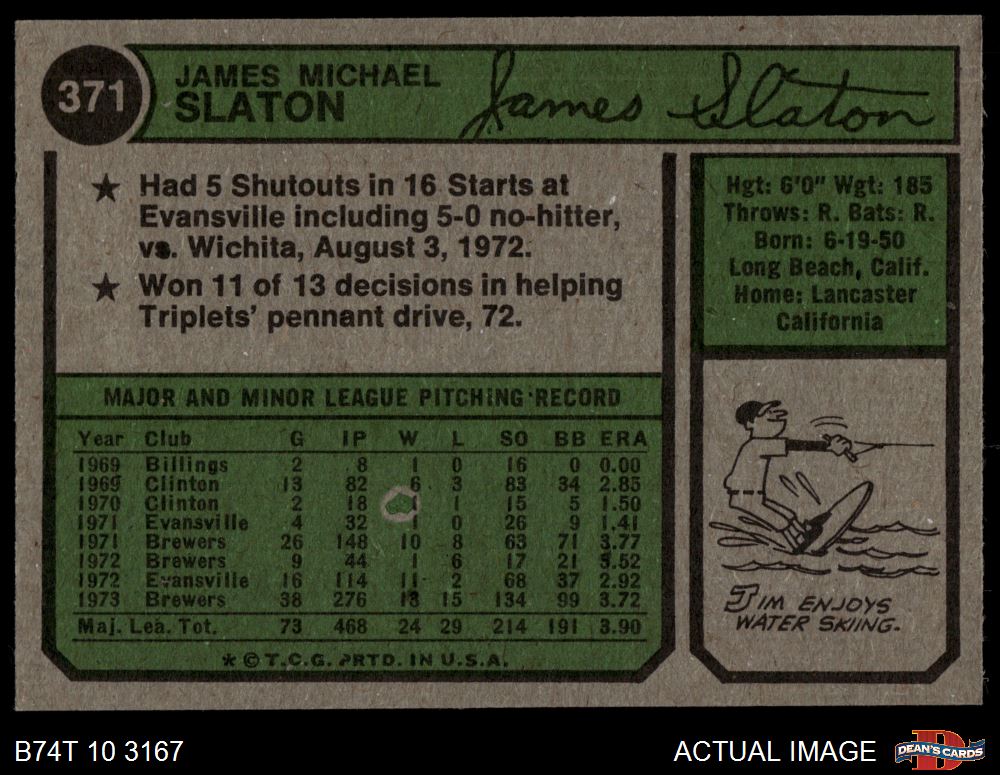 371
JAMES MICHAEL
SLATON
James Slaton
★ Had 5 Shutouts in 16 Starts at
Evansville including 5-0 no-hitter,
vs. Wichita, August 3, 1972.
★ Won 11 of 13 decisions in helping
Triplets' pennant drive, 72.
Hgt: 6'0" Wgt: 185
Throws: R. Bats: R.
Born: 6-19-50
Long Beach, Calif.
Home: Lancaster
California
MAJOR AND MINOR LEAGUE PITCHING RECORD
Year Club G IP W L SO BB ERA
1969 Billings 2 8 1 0 16 0 0.00
1969 Clinton 13 82 6 3 83 34 2.85
1970 Clinton 2 18 1 15 5 1.50
1971 Evansville 4 32 1 0 26 9 1.41
1971 Brewers 26 148 10 8 63 71 3.77
1972 Brewers 9 44 1 6 17 21 5.52
1972 Evansville 16 114 11 2 68 37 2.92
1973 Brewers 38 276 13 15 134 99 3.72
Maj. Lea. Tot. 73 468 24 29 214 191 3.90
* © T.C.G. PRTD. IN U.S.A.
JIM ENJOYS
WATER SKIING.
B74T 10 3167
ACTUAL IMAGE
D
DEAN'S CARDS